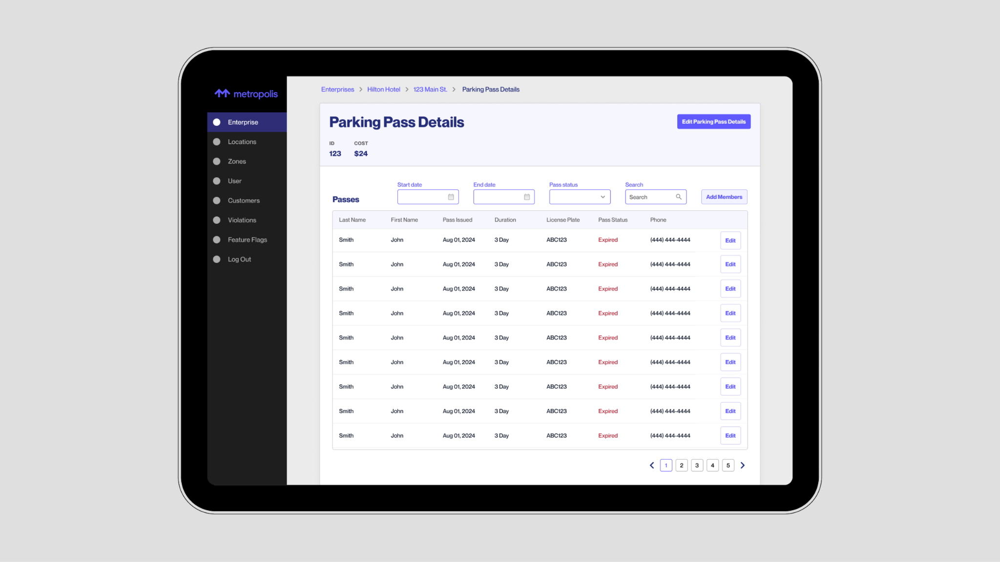 metropolis
Enterprise
Locations
Zones
User
Customers
Violations
Feature Flags
Log Out
Enterprises > Hilton Hotel > 123 Main St. > Parking Pass Details
Parking Pass Details
Edit Parking Pass Details
ID COST
123 $24
Start date End date Pass status Search
Passes Search Add Members
Last Name First Name Pass Issued Duration License Plate Pass Status Phone
Smith John Aug 01, 2024 3 Day ABC123 Expired (444) 444-4444 Edit
Smith John Aug 01, 2024 3 Day ABC123 Expired (444) 444-4444 Edit
Smith John Aug 01, 2024 3 Day ABC123 Expired (444) 444-4444 Edit
Smith John Aug 01, 2024 3 Day ABC123 Expired (444) 444-4444 Edit
Smith John Aug 01, 2024 3 Day ABC123 Expired (444) 444-4444 Edit
Smith John Aug 01, 2024 3 Day ABC123 Expired (444) 444-4444 Edit
Smith John Aug 01, 2024 3 Day ABC123 Expired (444) 444-4444 Edit
Smith John Aug 01, 2024 3 Day ABC123 Expired (444) 444-4444 Edit
Smith John Aug 01, 2024 3 Day ABC123 Expired (444) 444-4444 Edit
1 2 3 4 5